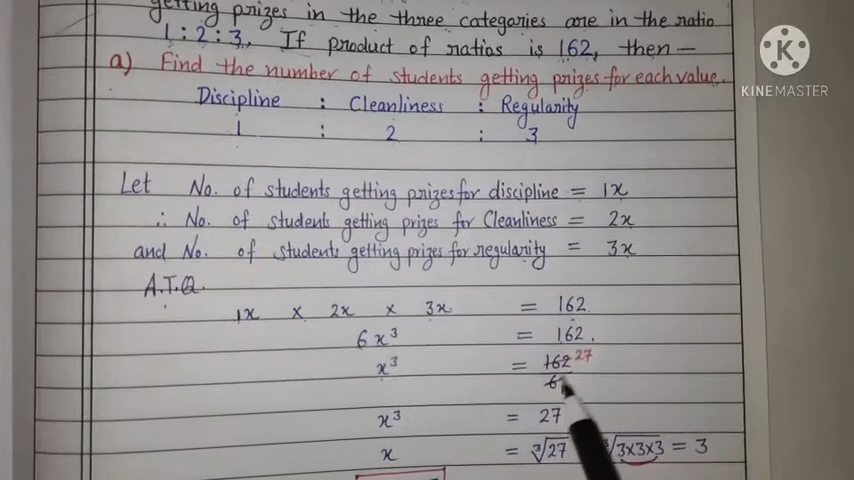 getting prizes in the three categories are in the ratio
1 : 2 : 3. If product of ratios is 162, then —
a) Find the number of students getting prizes for each value.
Discipline : Cleanliness : Regularity
1 : 2 : 3
Let No. of students getting prizes for discipline = 1x
∴ No. of students getting prizes for Cleanliness = 2x
and No. of students getting prizes for regularity = 3x
A.T.Q.
1x × 2x × 3x = 162
6x³ = 162.
x³ = 162/6 27
x³ = 27
x = ∛27 ∛3×3×3 = 3
KINEMASTER